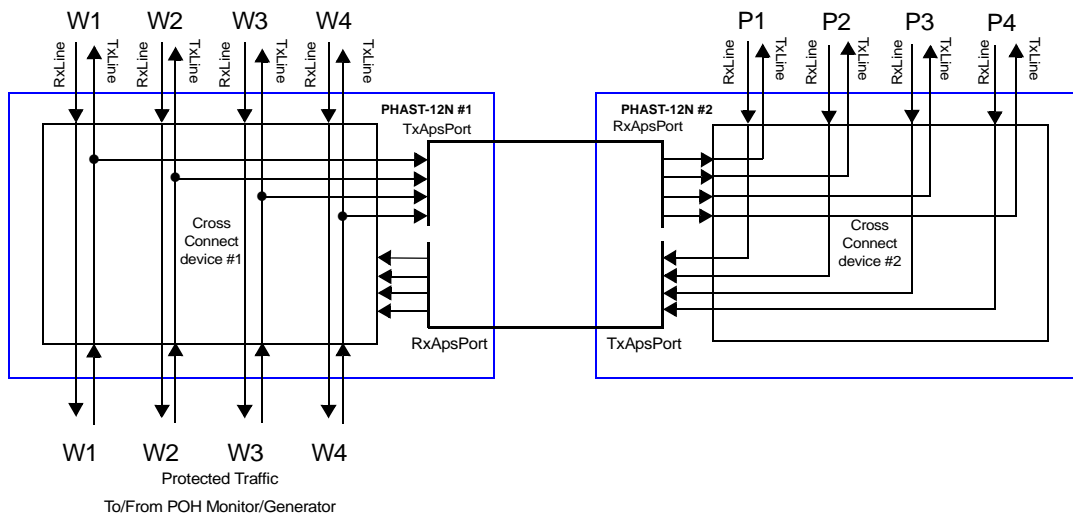 W1 W2 W3 W4 P1 P2 P3 P4
RxLine TxLine RxLine TxLine RxLine TxLine RxLine TxLine RxLine TxLine RxLine TxLine RxLine TxLine RxLine TxLine
PHAST-12N #1
TxApsPort
PHAST-12N #2
RxApsPort
Cross
Connect
device #1
Cross
Connect
device #2
RxApsPort
TxApsPort
W1 W2 W3 W4
Protected Traffic
To/From POH Monitor/Generator